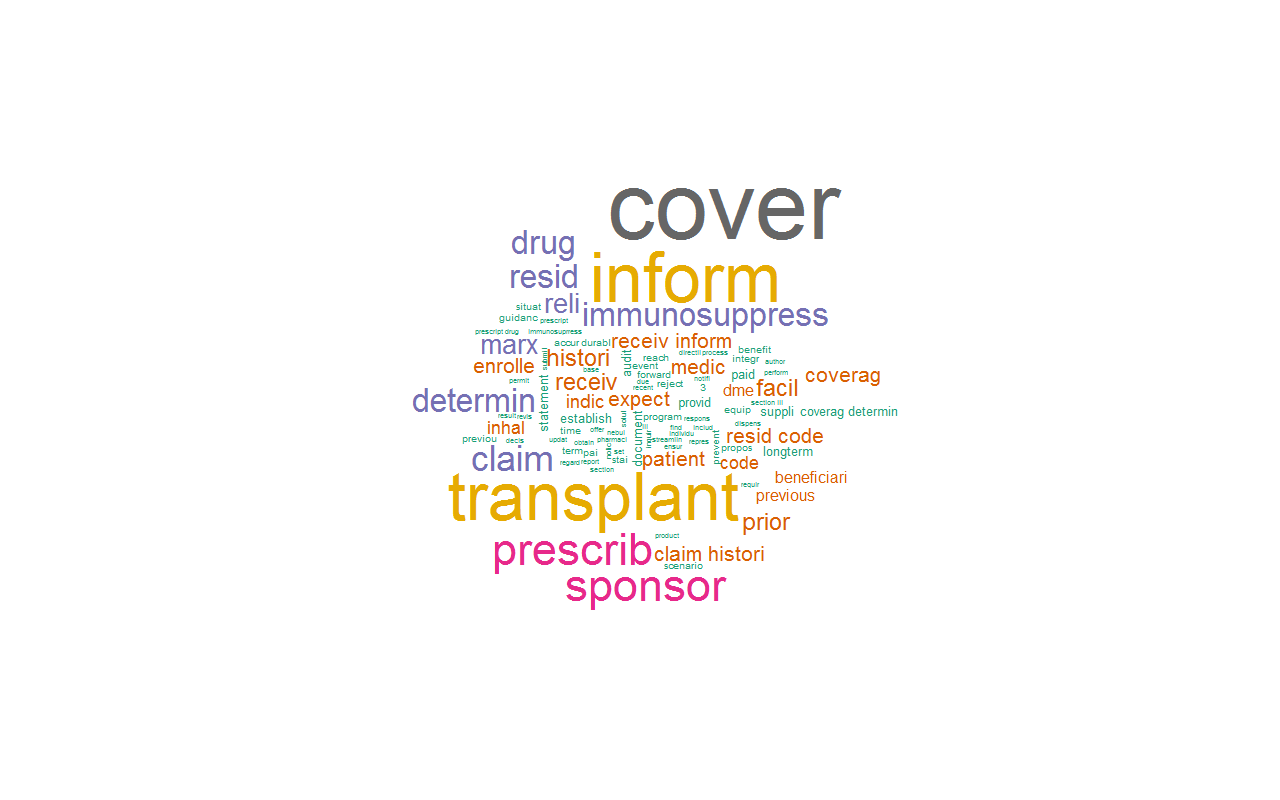 cover
drug
inform
resid
reli
immunosuppress
situat
guidanc
prescript
prescript drug
immunosupress
marx
accur
durabl
receiv inform
enrolle
histori
submit
audit
reach
directli
process
benefit
integr
author
base
event
medic
forward
notifi
paid
perform
coverag
permit
receiv
due
recent
reject
3
dme
facil
determin
statement
indic
expect
provid
section iii
equip
suppli
coverag determin
result
revis
establish
document
program
respons
dispens
inhal
time
offer
nebul
iii
find
includ
individu
resid code
previou
decis
updat
obtain
pharmaci
streamlin
repres
prevent
propos
longterm
claim
term
pai
set
ensur
regard
report
stai
section
patient
code
beneficiari
transplant
requir
previous
prior
prescrib
product
claim histori
scenario
sponsor